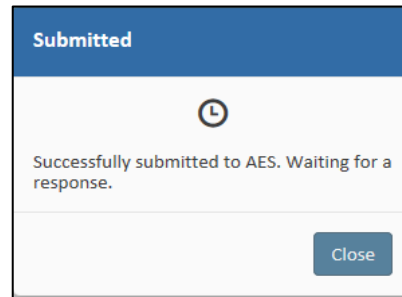 Submitted
Successfully submitted to AES. Waiting for a
response.
Close